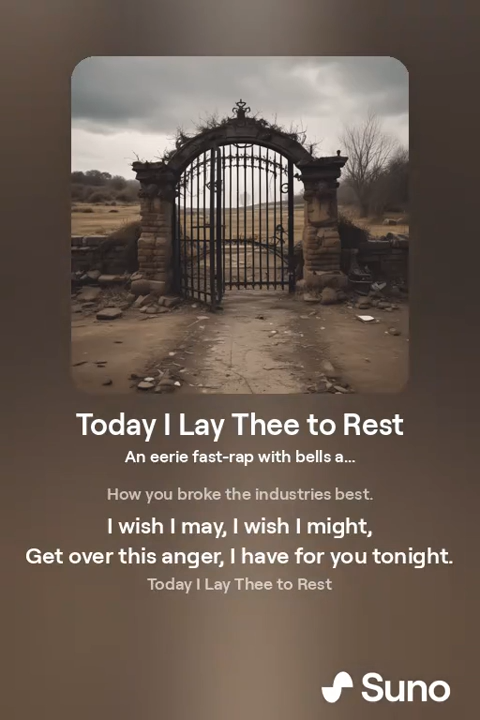 Today I Lay Thee to Rest
An eerie fast-rap with bells a...
How you broke the industries best.
I wish I may, I wish I might,
Get over this anger, I have for you tonight.
Today I Lay Thee to Rest
Suno